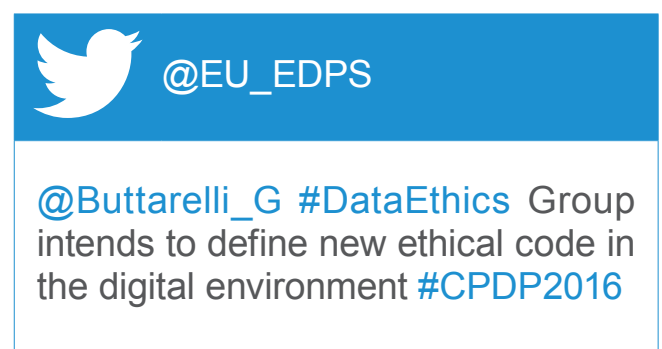 @EU_EDPS
@Buttarelli_G #DataEthics Group
intends to define new ethical code in
the digital environment #CPDP2016